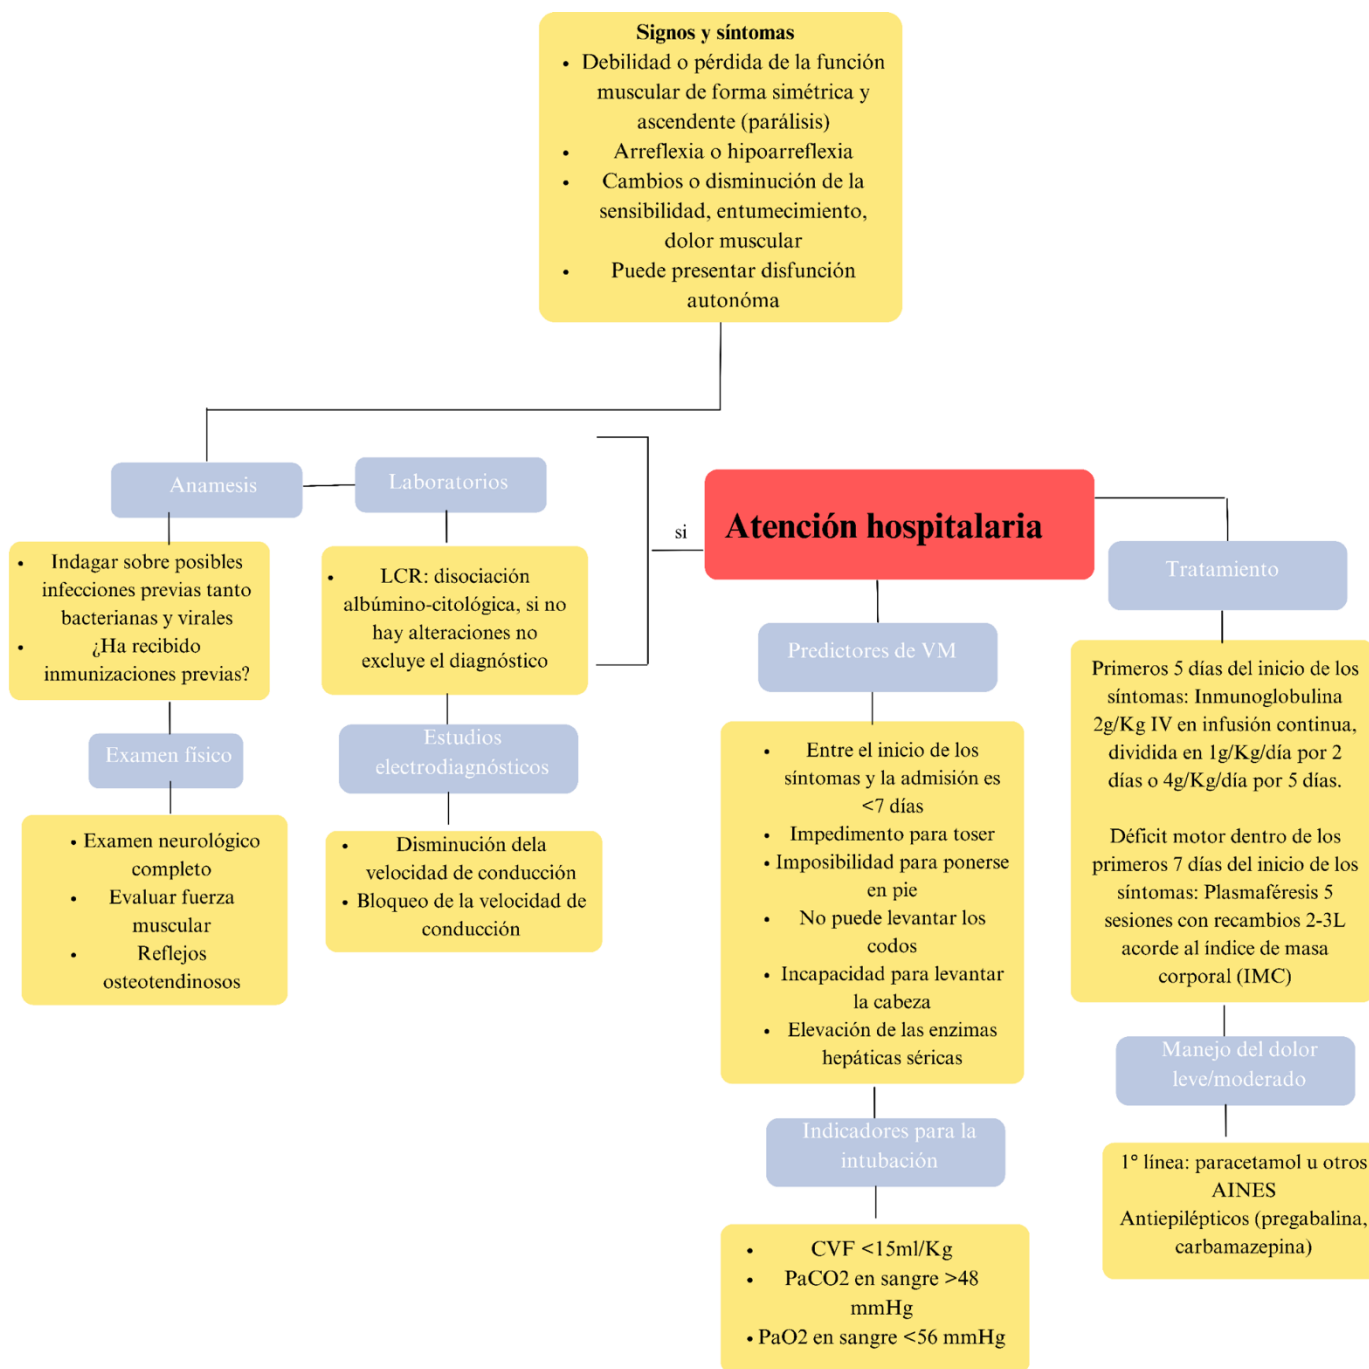 Signos y síntomas
• Debilidad o pérdida de la función
muscular de forma simétrica y
ascendente (parálisis)
• Arreflexia o hipoarreflexia
• Cambios o disminución de la
sensibilidad, entumecimiento,
dolor muscular
• Puede presentar disfunción
autonóma
Anamesis
• Indagar sobre posibles
infecciones previas tanto
bacterianas y virales
• ¿Ha recibido
inmunizaciones previas?
Examen físico
• Examen neurológico
completo
• Evaluar fuerza
muscular
• Reflejos
osteotendinosos
Laboratorios
• LCR: disociación
albúmino-citológica, si no
hay alteraciones no
excluye el diagnóstico
Estudios
electrodiagnósticos
• Disminución dela
velocidad de conducción
• Bloqueo de la velocidad de
conducción
si
Atención hospitalaria
Predictores de VM
• Entre el inicio de los
síntomas y la admisión es
<7 días
• Impedimento para toser
• Imposibilidad para ponerse
en pie
• No puede levantar los
codos
• Incapacidad para levantar
la cabeza
• Elevación de las enzimas
hepáticas séricas
Indicadores para la
intubación
• CVF <15ml/Kg
• PaCO2 en sangre >48
mmHg
• PaO2 en sangre <56 mmHg
Tratamiento
Primeros 5 días del inicio de los
síntomas: Inmunoglobulina
2g/Kg IV en infusión continua,
dividida en 1g/Kg/día por 2
días o 4g/Kg/día por 5 días.
Déficit motor dentro de los
primeros 7 días del inicio de los
síntomas: Plasmaféresis 5
sesiones con recambios 2-3L
acorde al índice de masa
corporal (IMC)
Manejo del dolor
leve/moderado
1° línea: paracetamol u otros
AINES
Antiepilépticos (pregabalina,
carbamazepina)